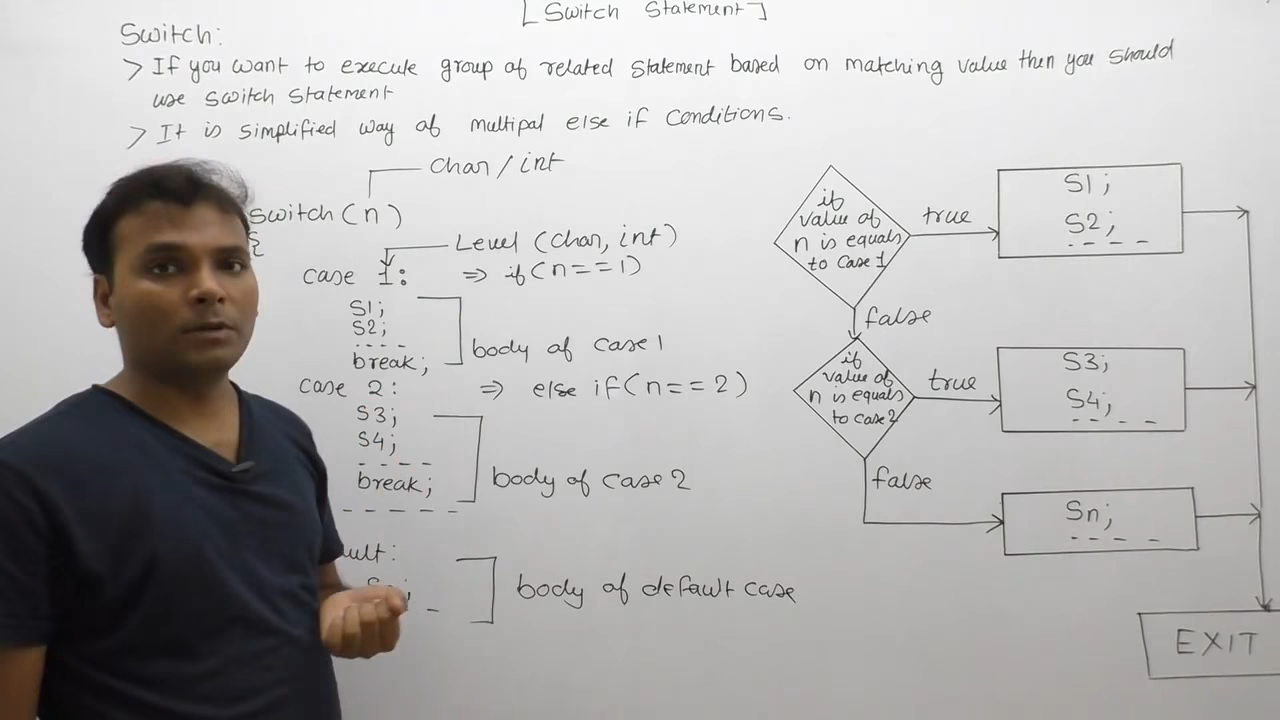 [Switch Statement]
Switch:
> If you want to execute group of related statement based on matching value then you should
use switch statement
> It is simplified way of multipal else if conditions.
Char / int
Switch(n)
{
Level (char, int)
case 1: => if(n==1)
S1;
S2;
- - - -
break;
body of case 1
case 2: => else if(n==2)
S3;
S4;
- - - - -
break;
body of case 2
- - - - - -
ult:
body of default case
if
value of
n is equals
to case 1
true
S1;
S2;
- - - -
false
if
value of
n is equals
to case 2
true
S3;
S4;
- - - -
false
Sn;
- - - -
EXIT